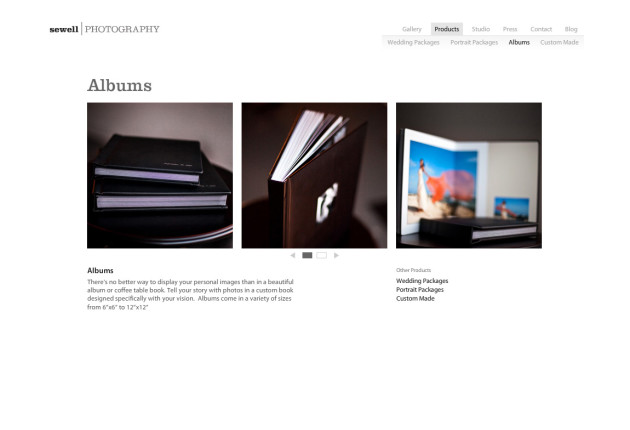 sewell PHOTOGRAPHY
Gallery Products Studio Press Contact Blog
Wedding Packages Portrait Packages Albums Custom Made
Albums
Albums
There's no better way to display your personal images than in a beautiful
album or coffee table book. Tell your story with photos in a custom book
designed specifically with your vision. Albums come in a variety of sizes
from 6"x6" to 12"x12"
Other Products
Wedding Packages
Portrait Packages
Custom Made